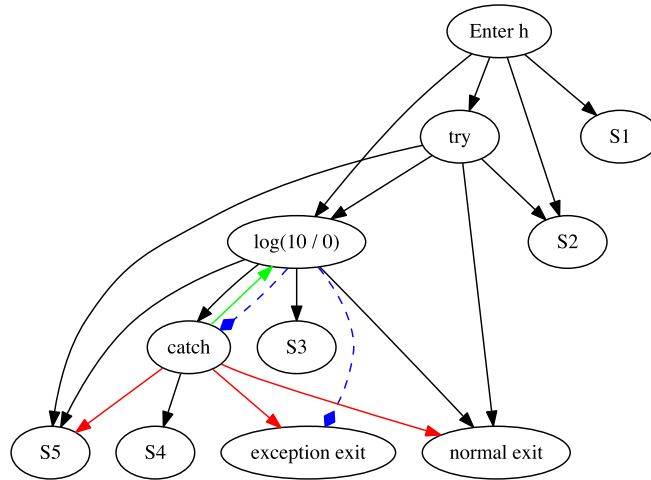 Enter h
try
S1
log(10 / 0)
S2
catch
S3
S5
S4
exception exit
normal exit